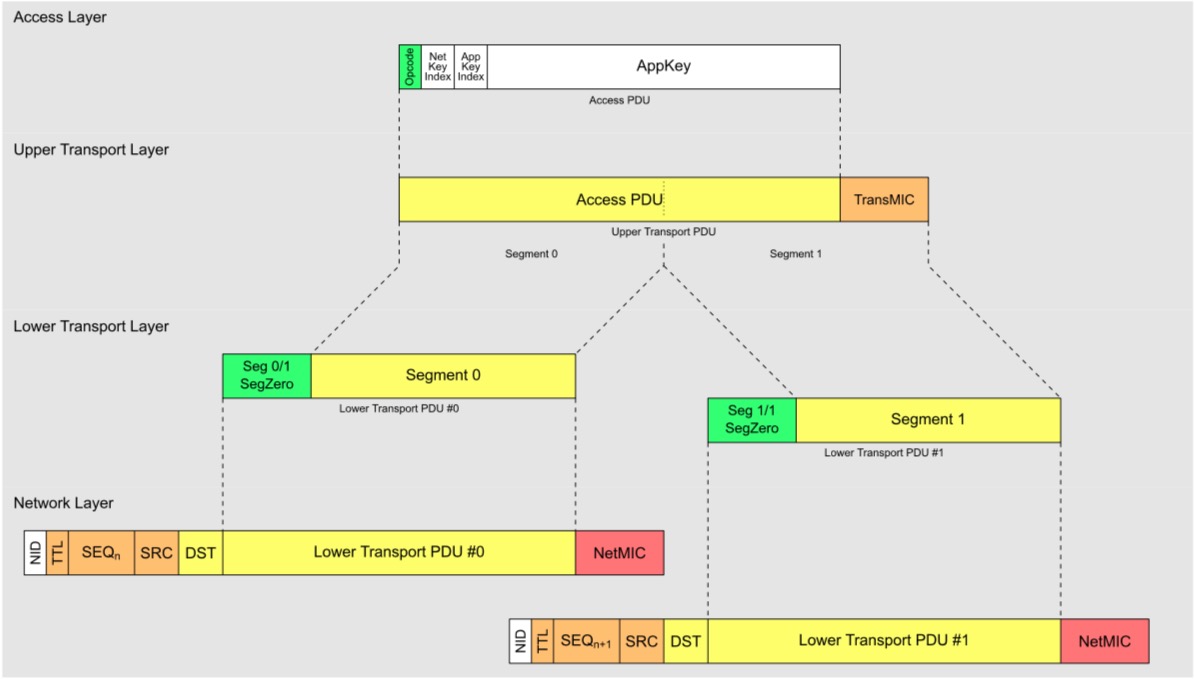 Access Layer
Opcode
Net
Key
Index
App
Key
Index
AppKey
Access PDU
Upper Transport Layer
Access PDU
TransMIC
Upper Transport PDU
Segment 0
Segment 1
Lower Transport Layer
Seg 0/1
SegZero
Segment 0
Lower Transport PDU #0
Seg 1/1
SegZero
Segment 1
Lower Transport PDU #1
Network Layer
NID
TTL
SEQn
SRC
DST
Lower Transport PDU #0
NetMIC
NID
TTL
SEQn+1
SRC
DST
Lower Transport PDU #1
NetMIC